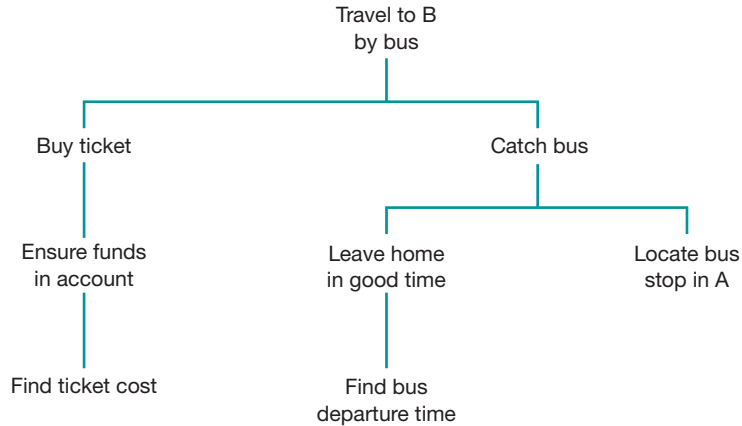 Travel to B
by bus
Buy ticket
Catch bus
Ensure funds
in account
Leave home
in good time
Locate bus
stop in A
Find ticket cost
Find bus
departure time